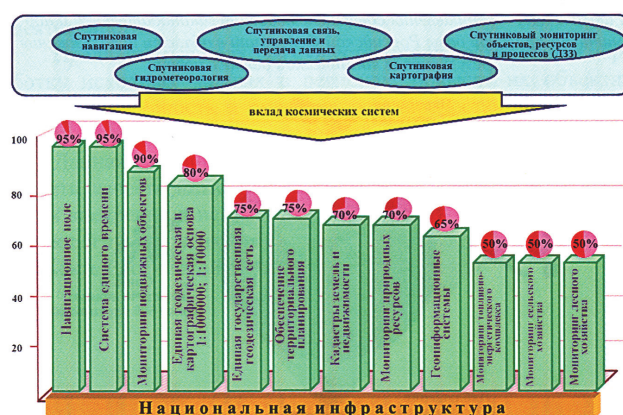 Спутниковая
навигация
Спутниковая связь,
управление и
передача данных
Спутниковый мониторинг
объектов, ресурсов
и процессов (ДЗЗ)
Спутниковая
гидрометеорология
Спутниковая
картография
вклад космических систем
100
80
60
40
20
95%
95%
90%
80%
75%
75%
70%
70%
65%
50%
50%
50%
Навигационное поле
Система единого времени
Мониторинг подвижных объектов
Единая геодезическая и
картографическая основа
1:1000000; 1:10000
Единая государственная
геодезическая сеть
Обеспечение
территориального
планирования
Кадастры земель и
недвижимости
Мониторинг природных
ресурсов
Геоинформационные
системы
Мониторинг топливно-
энергетического
комплекса
Мониторинг сельского
хозяйства
Мониторинг лесного
хозяйства
Национальная инфраструктура